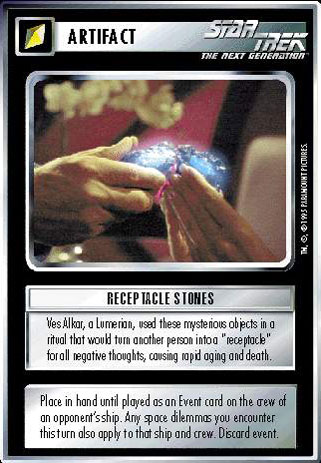 ARTIFACT
STAR TREK
THE NEXT GENERATION
TM, ®, © 1995 PARAMOUNT PICTURES.
RECEPTACLE STONES
Ves Alkar, a Lumerian, used these mysterious objects in a
ritual that would turn another person into a "receptacle"
for all negative thoughts, causing rapid aging and death.
Place in hand until played as an Event card on the crew of
an opponent's ship. Any space dilemmas you encounter
this turn also apply to that ship and crew. Discard event.